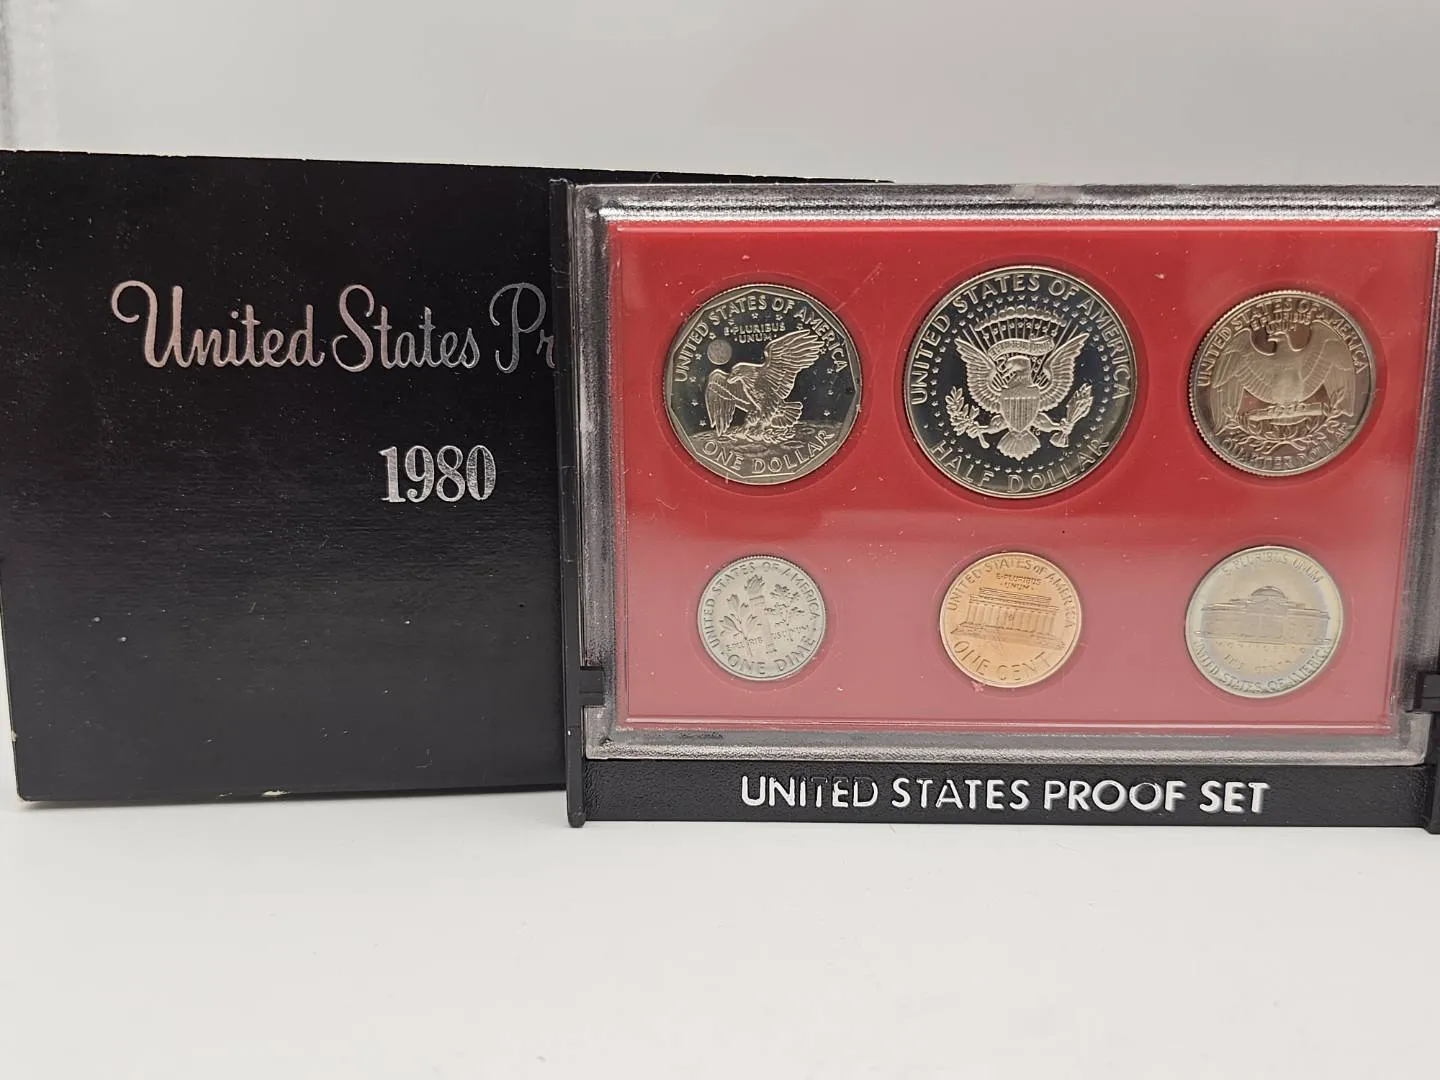 United States Pr
1980
UNITED STATES OF AMERICA
E·PLURIBUS
UNUM
ONE DOLLAR
UNITED STATES OF AMERICA
HALF DOLLAR
UNITED STATES OF AMERICA
E PLURIBUS
UNUM
QUARTER DOLLAR
UNITED STATES OF AMERICA
E PLURIBUS UNUM
ONE DIME
UNITED STATES OF AMERICA
E·PLURIBUS
·UNUM·
ONE CENT
E PLURIBUS UNUM
MONTICELLO
FIVE CENTS
UNITED STATES OF AMERICA
UNITED STATES PROOF SET